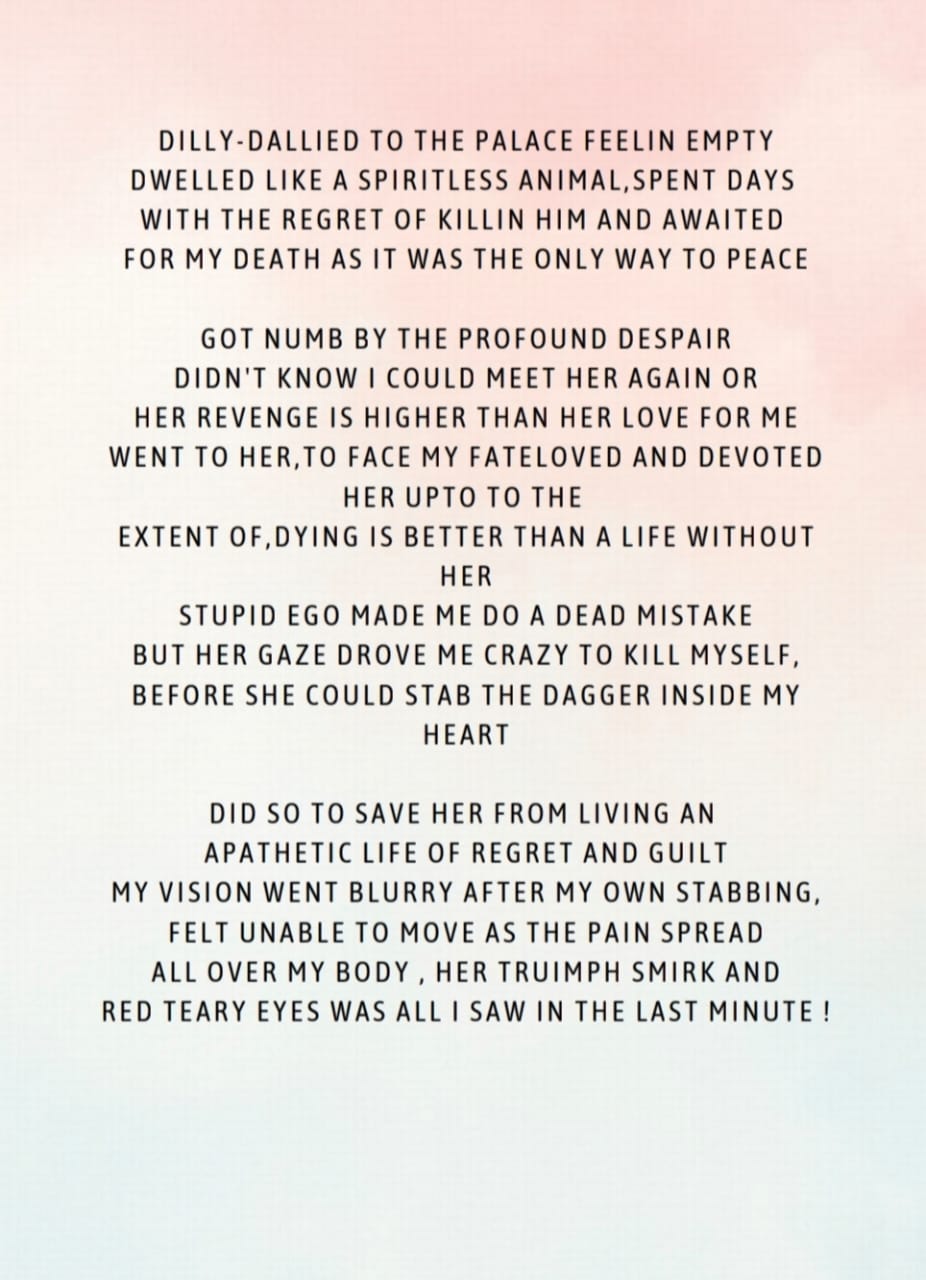 DILLY-DALLIED TO THE PALACE FEELIN EMPTY
DWELLED LIKE A SPIRITLESS ANIMAL,SPENT DAYS
WITH THE REGRET OF KILLIN HIM AND AWAITED
FOR MY DEATH AS IT WAS THE ONLY WAY TO PEACE
GOT NUMB BY THE PROFOUND DESPAIR
DIDN'T KNOW I COULD MEET HER AGAIN OR
HER REVENGE IS HIGHER THAN HER LOVE FOR ME
WENT TO HER,TO FACE MY FATELOVED AND DEVOTED
HER UPTO TO THE
EXTENT OF,DYING IS BETTER THAN A LIFE WITHOUT
HER
STUPID EGO MADE ME DO A DEAD MISTAKE
BUT HER GAZE DROVE ME CRAZY TO KILL MYSELF,
BEFORE SHE COULD STAB THE DAGGER INSIDE MY
HEART
DID SO TO SAVE HER FROM LIVING AN
APATHETIC LIFE OF REGRET AND GUILT
MY VISION WENT BLURRY AFTER MY OWN STABBING,
FELT UNABLE TO MOVE AS THE PAIN SPREAD
ALL OVER MY BODY , HER TRUIMPH SMIRK AND
RED TEARY EYES WAS ALL I SAW IN THE LAST MINUTE !